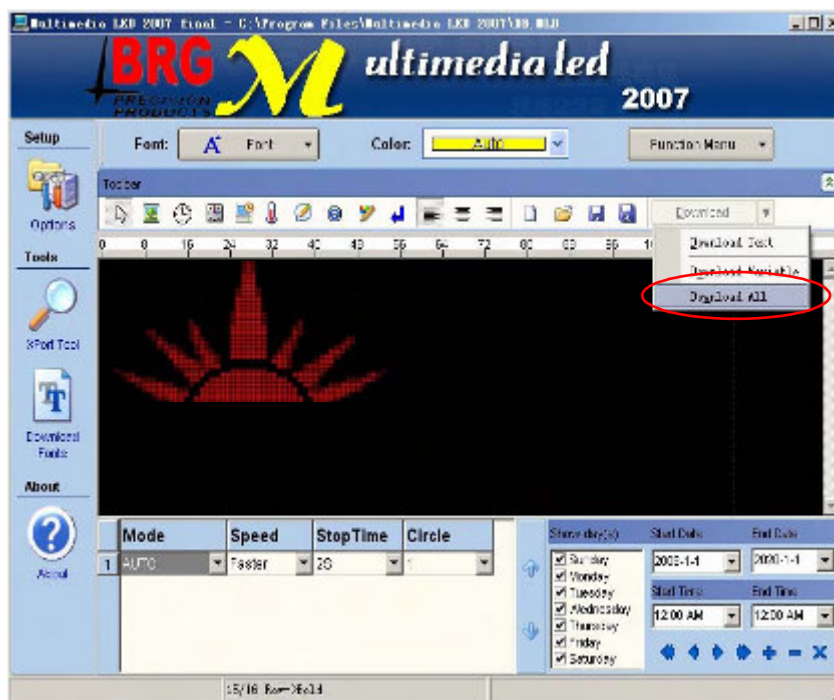 Multimedia LED 2007 final - C:\Program Files\Multimedia LED 2007\
BRG
PRECISION
PRODUCTS
Multimedia led
2007
Setup
Font: A Font
Color: Auto
Function Menu
Options
Toolbar
Download
0 8 16 24 32 40 48 56 64 72 80 88 96
Download Text
Download Variable
Download All
Tools
Download
Fonts
About
About
Mode Speed StopTime Circle
1 AUTO Faster 2S 1
Show day(s)
Sunday
Monday
Tuesday
Wednesday
Thursday
Friday
Saturday
Start Date End Date
2020-1-1
Start Time End Time
12:00 AM 12:00 AM